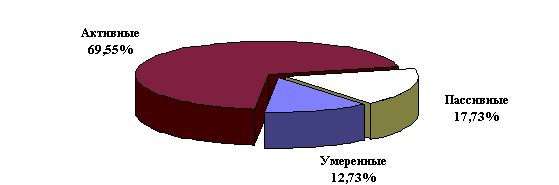 Активные
69,55%
Пассивные
17,73%
Умеренные
12,73%